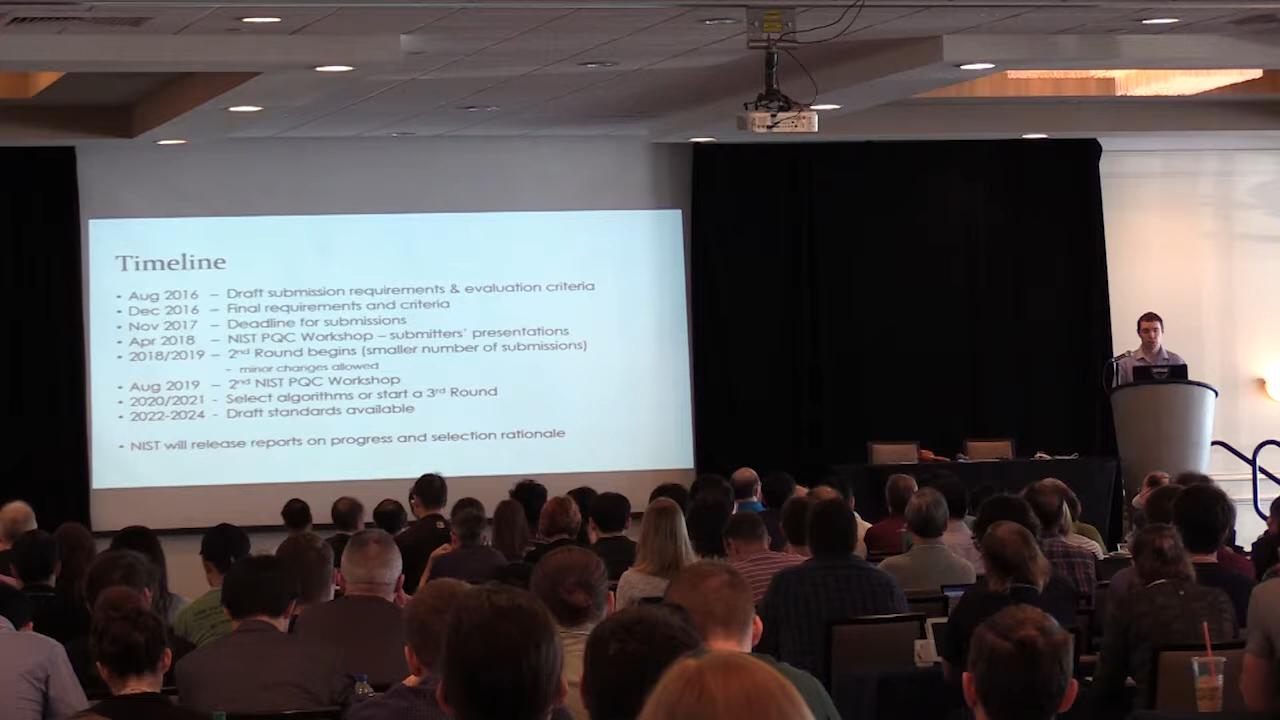 Timeline
• Aug 2016 – Draft submission requirements & evaluation criteria
• Dec 2016 – Final requirements and criteria
• Nov 2017 – Deadline for submissions
• Apr 2018 – NIST PQC Workshop – submitters' presentations
• 2018/2019 – 2nd Round begins (smaller number of submissions)
- minor changes allowed
• Aug 2019 – 2nd NIST PQC Workshop
• 2020/2021 - Select algorithms or start a 3rd Round
• 2022-2024 - Draft standards available
• NIST will release reports on progress and selection rationale